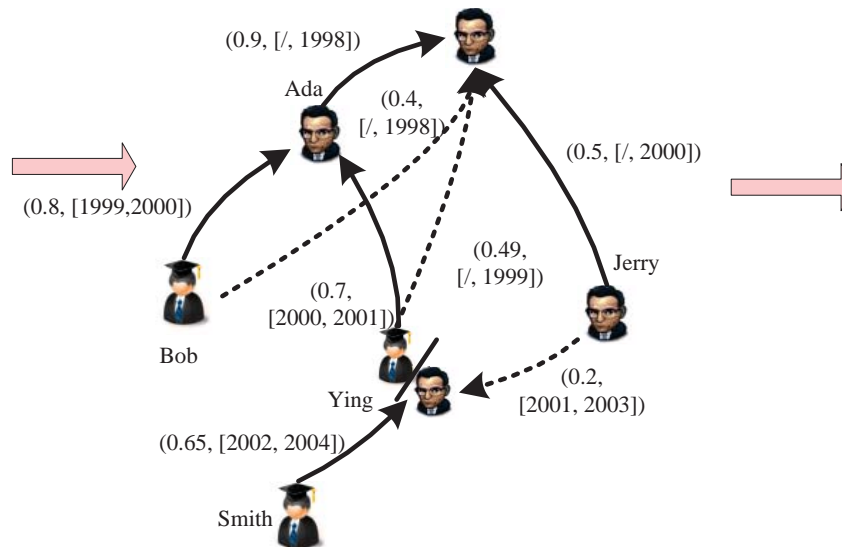 (0.9, [/, 1998])
Ada
(0.4,
[/, 1998])
(0.5, [/, 2000])
(0.8, [1999,2000])
(0.49,
[/, 1999])
Jerry
(0.7,
[2000, 2001])
Bob
Ying
(0.2,
[2001, 2003])
(0.65, [2002, 2004])
Smith